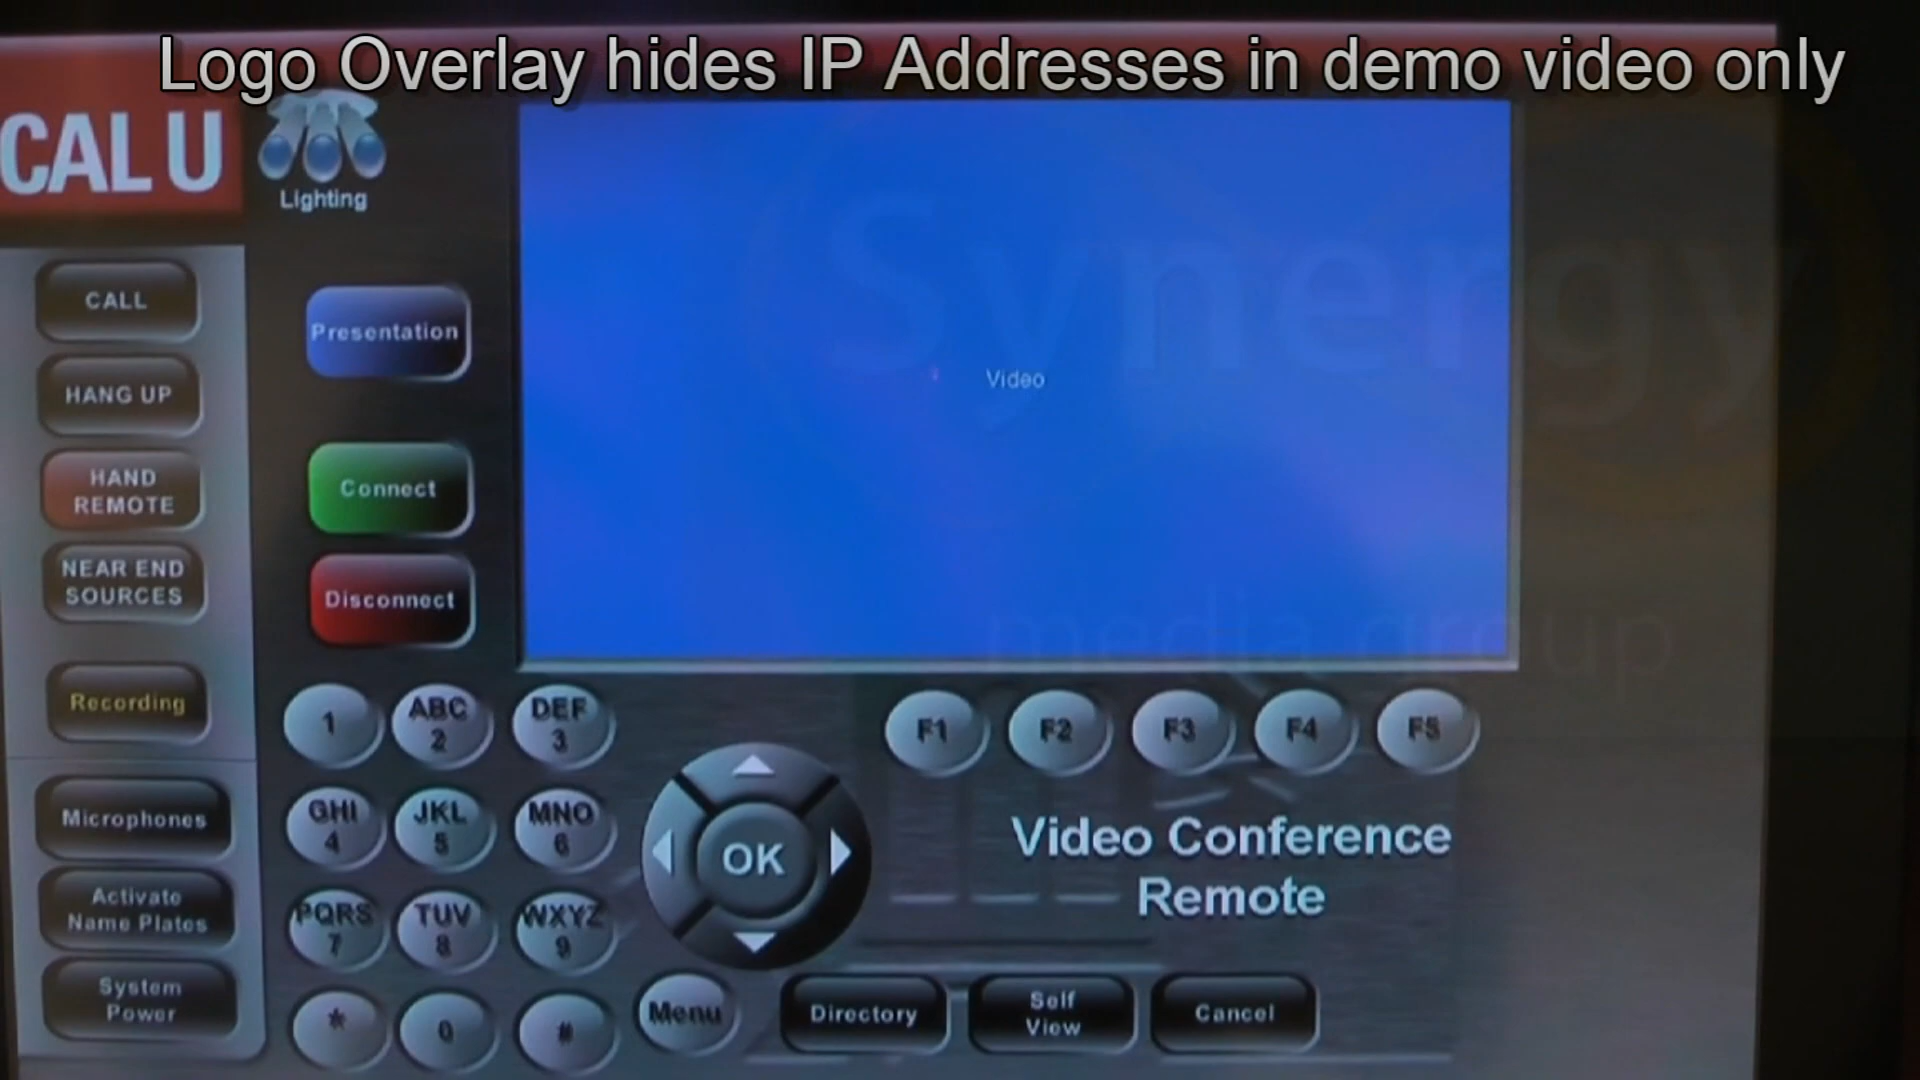 Logo Overlay hides IP Addresses in demo video only
CAL U
Lighting
Synergy
media group
CALL
HANG UP
HAND
REMOTE
NEAR END
SOURCES
Recording
Microphones
Activate
Name Plates
System
Power
Presentation
Connect
Disconnect
Video
1
ABC
2
DEF
3
GHI
4
JKL
5
MNO
6
PQRS
7
TUV
8
WXYZ
9
*
0
#
OK
F1
F2
F3
F4
F5
Video Conference
Remote
Menu
Directory
Self
View
Cancel